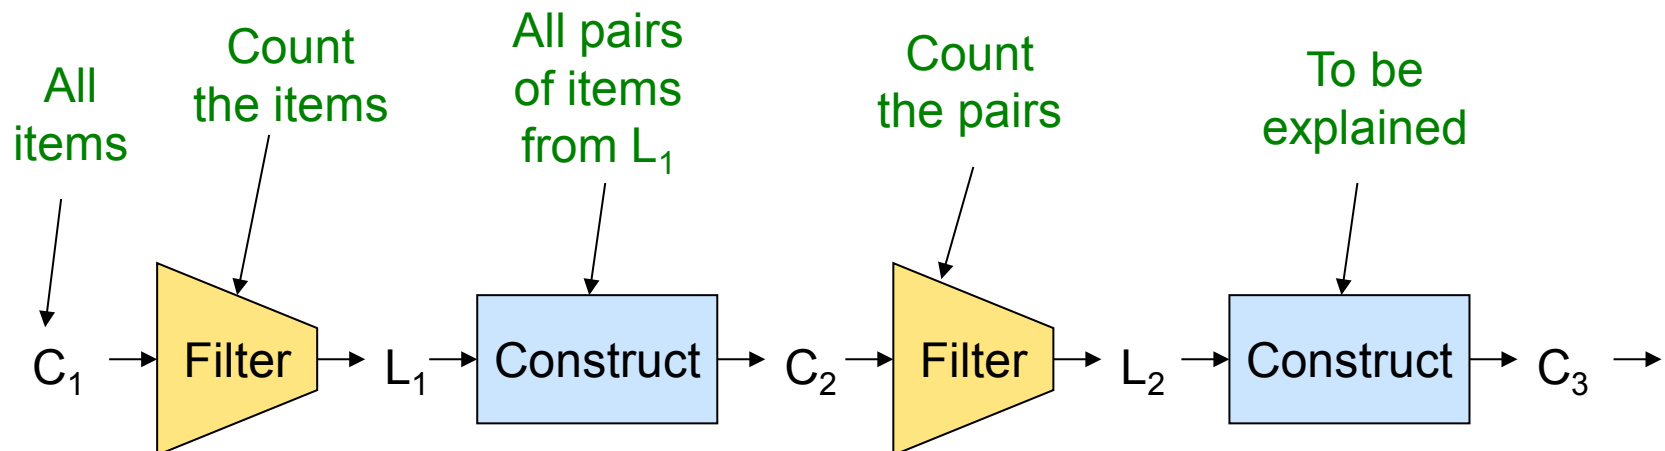 All
items
Count
the items
All pairs
of items
from L₁
Count
the pairs
To be
explained
C₁
Filter
L₁
Construct
C₂
Filter
L₂
Construct
C₃